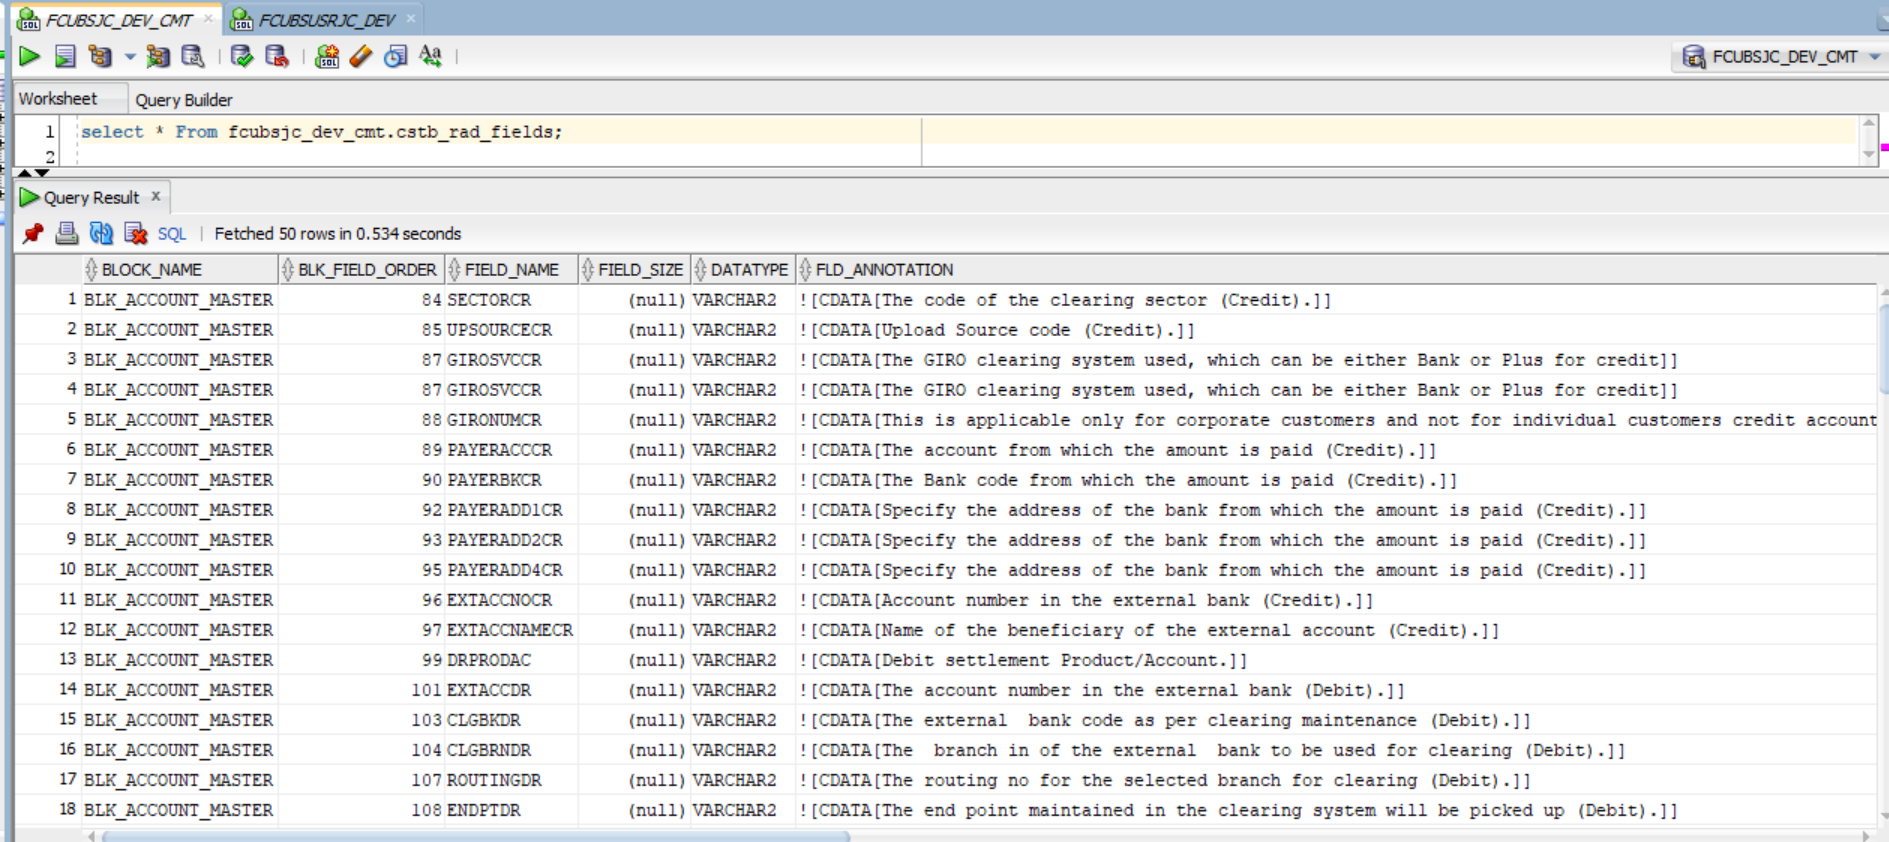 FCUBSJC_DEV_CMT × FCUBSUSRJC_DEV ×
FCUBSJC_DEV_CMT
Worksheet Query Builder
1 select * From fcubsjc_dev_cmt.cstb_rad_fields;
2
Query Result x
SQL | Fetched 50 rows in 0.534 seconds
BLOCK_NAME BLK_FIELD_ORDER FIELD_NAME FIELD_SIZE DATATYPE FLD_ANNOTATION
1 BLK_ACCOUNT_MASTER 84 SECTORCR (null) VARCHAR2 ![CDATA[The code of the clearing sector (Credit).]]
2 BLK_ACCOUNT_MASTER 85 UPSOURCECR (null) VARCHAR2 ![CDATA[Upload Source code (Credit).]]
3 BLK_ACCOUNT_MASTER 87 GIROSVCCR (null) VARCHAR2 ![CDATA[The GIRO clearing system used, which can be either Bank or Plus for credit]]
4 BLK_ACCOUNT_MASTER 87 GIROSVCCR (null) VARCHAR2 ![CDATA[The GIRO clearing system used, which can be either Bank or Plus for credit]]
5 BLK_ACCOUNT_MASTER 88 GIRONUMCR (null) VARCHAR2 ![CDATA[This is applicable only for corporate customers and not for individual customers credit account
6 BLK_ACCOUNT_MASTER 89 PAYERACCCR (null) VARCHAR2 ![CDATA[The account from which the amount is paid (Credit).]]
7 BLK_ACCOUNT_MASTER 90 PAYERBKCR (null) VARCHAR2 ![CDATA[The Bank code from which the amount is paid (Credit).]]
8 BLK_ACCOUNT_MASTER 92 PAYERADD1CR (null) VARCHAR2 ![CDATA[Specify the address of the bank from which the amount is paid (Credit).]]
9 BLK_ACCOUNT_MASTER 93 PAYERADD2CR (null) VARCHAR2 ![CDATA[Specify the address of the bank from which the amount is paid (Credit).]]
10 BLK_ACCOUNT_MASTER 95 PAYERADD4CR (null) VARCHAR2 ![CDATA[Specify the address of the bank from which the amount is paid (Credit).]]
11 BLK_ACCOUNT_MASTER 96 EXTACCNOCR (null) VARCHAR2 ![CDATA[Account number in the external bank (Credit).]]
12 BLK_ACCOUNT_MASTER 97 EXTACCNAMECR (null) VARCHAR2 ![CDATA[Name of the beneficiary of the external account (Credit).]]
13 BLK_ACCOUNT_MASTER 99 DRPRODAC (null) VARCHAR2 ![CDATA[Debit settlement Product/Account.]]
14 BLK_ACCOUNT_MASTER 101 EXTACCDR (null) VARCHAR2 ![CDATA[The account number in the external bank (Debit).]]
15 BLK_ACCOUNT_MASTER 103 CLGBKDR (null) VARCHAR2 ![CDATA[The external  bank code as per clearing maintenance (Debit).]]
16 BLK_ACCOUNT_MASTER 104 CLGBRNDR (null) VARCHAR2 ![CDATA[The  branch in of the external  bank to be used for clearing (Debit).]]
17 BLK_ACCOUNT_MASTER 107 ROUTINGDR (null) VARCHAR2 ![CDATA[The routing no for the selected branch for clearing (Debit).]]
18 BLK_ACCOUNT_MASTER 108 ENDPTDR (null) VARCHAR2 ![CDATA[The end point maintained in the clearing system will be picked up (Debit).]]